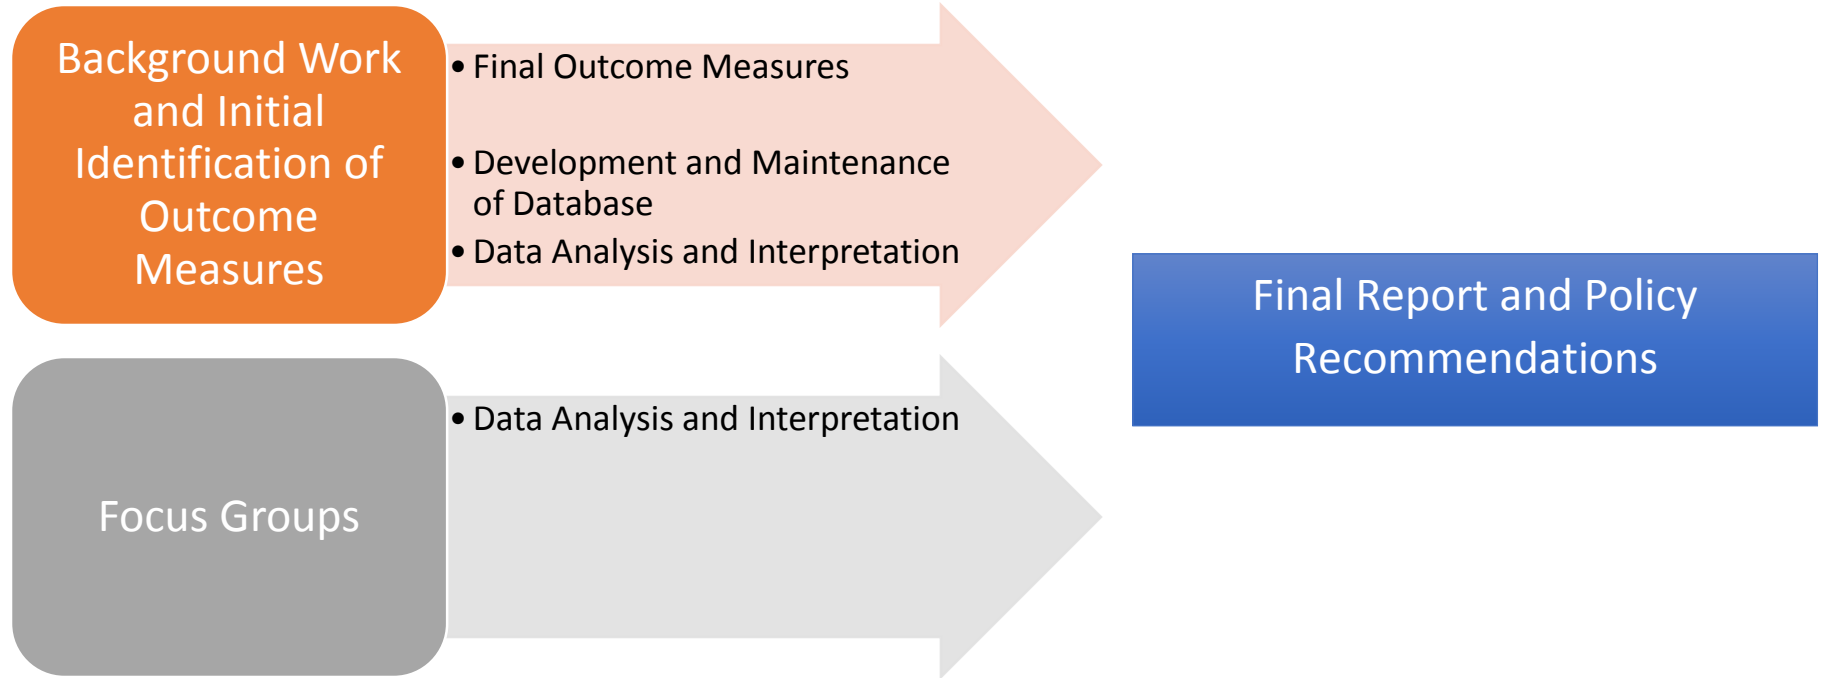 Background Work
and Initial
Identification of
Outcome
Measures
• Final Outcome Measures
• Development and Maintenance
of Database
• Data Analysis and Interpretation
Focus Groups
• Data Analysis and Interpretation
Final Report and Policy
Recommendations